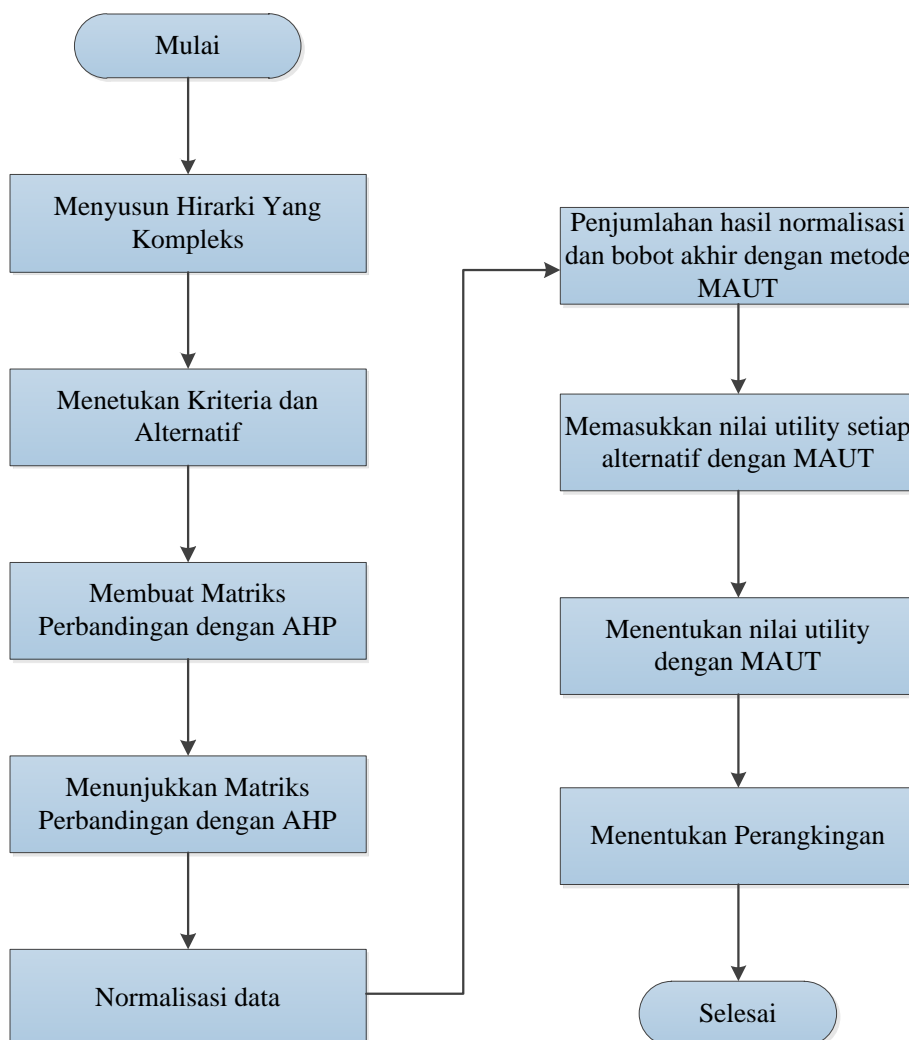 Mulai
Menyusun Hirarki Yang
Kompleks
Menetukan Kriteria dan
Alternatif
Membuat Matriks
Perbandingan dengan AHP
Menunjukkan Matriks
Perbandingan dengan AHP
Normalisasi data
Penjumlahan hasil normalisasi
dan bobot akhir dengan metode
MAUT
Memasukkan nilai utility setiap
alternatif dengan MAUT
Menentukan nilai utility
dengan MAUT
Menentukan Perangkingan
Selesai